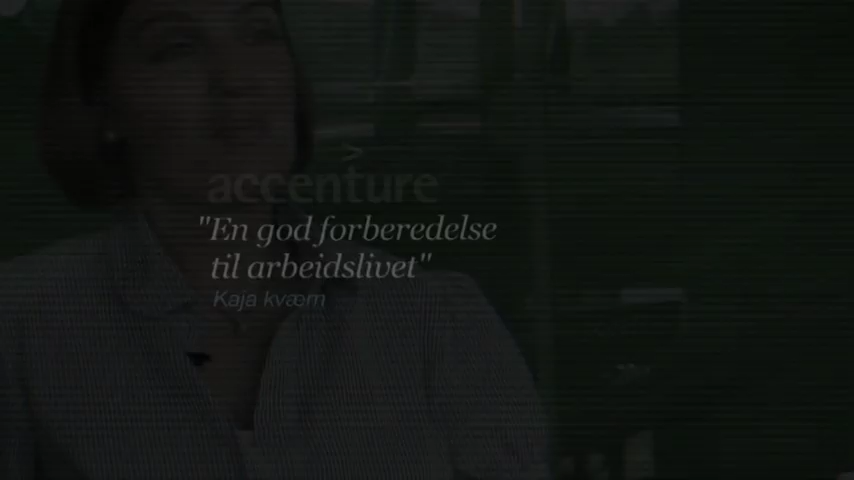 accenture
"En god forberedelse
til arbeidslivet"
Kaja kværn